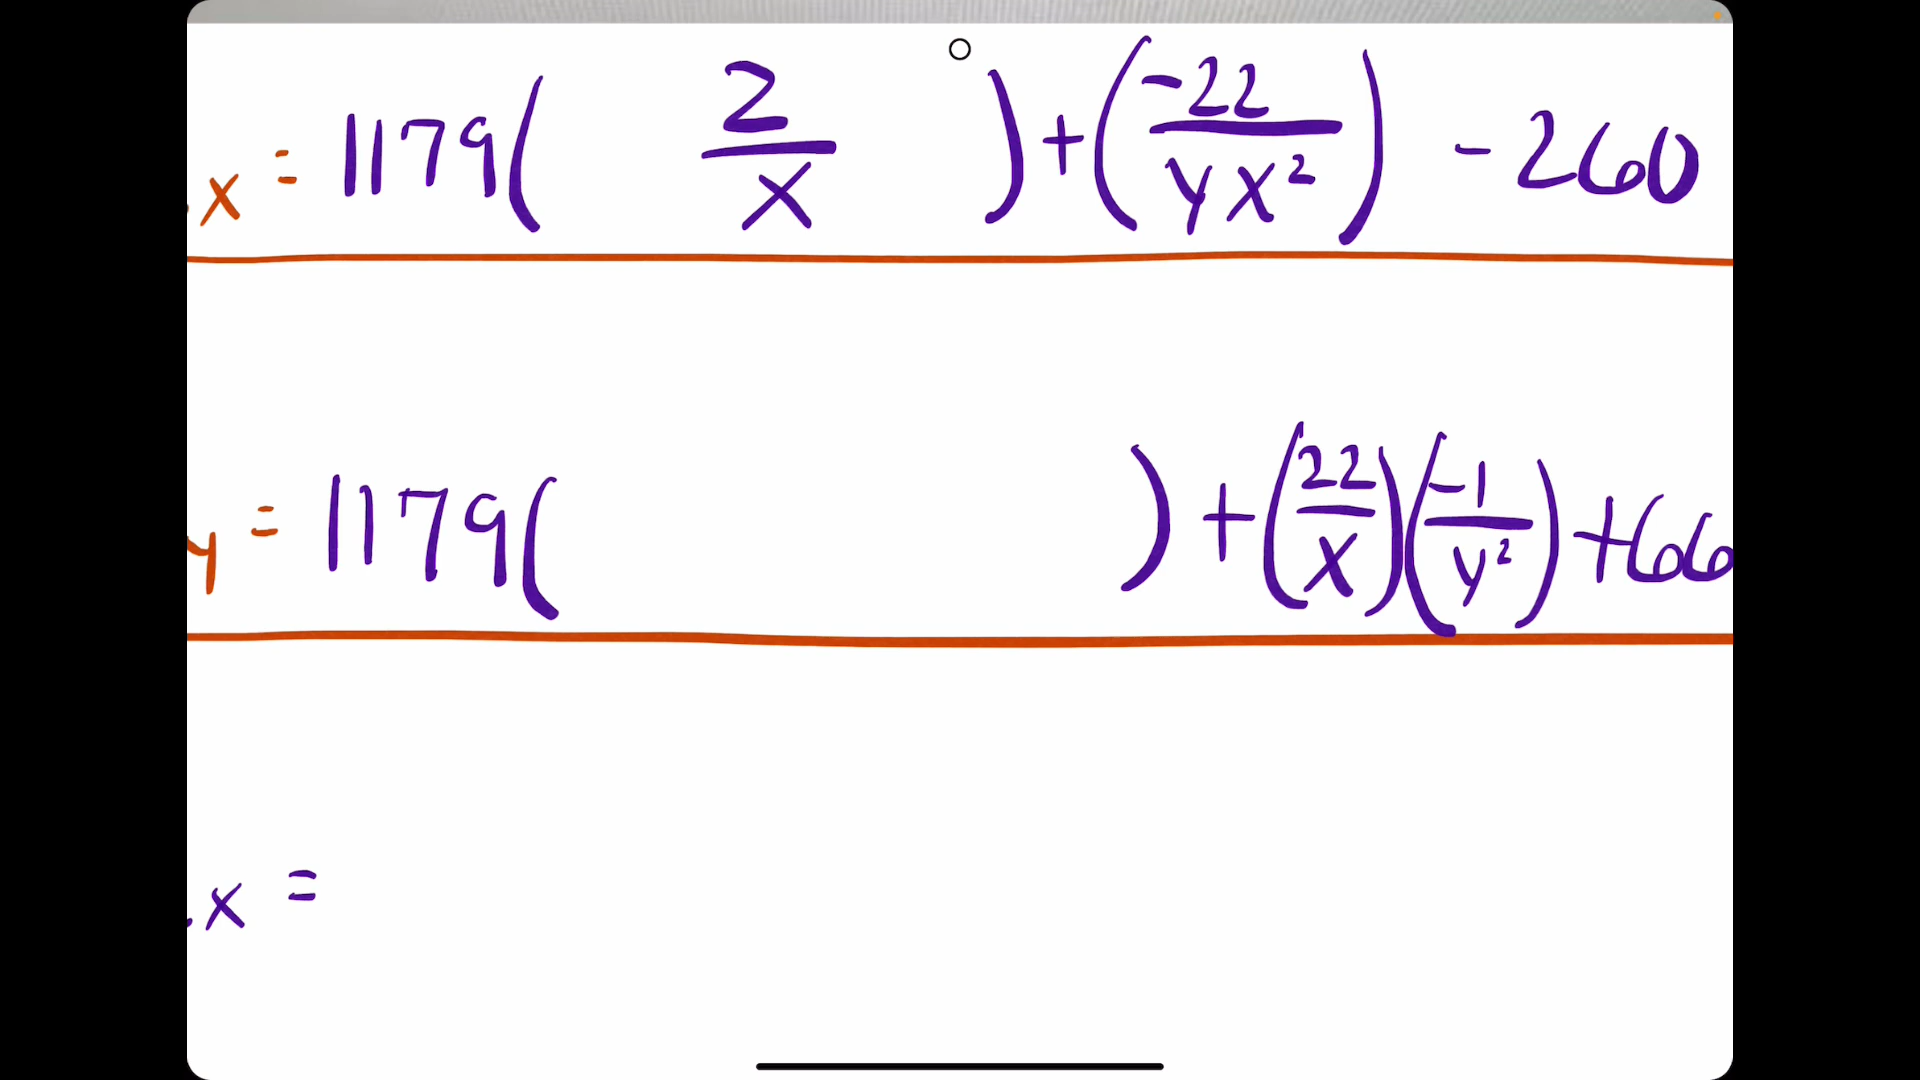 x = 1179( 2/x ) + (-22/yx²) - 260
y = 1179( ) + (22/x)(-1/y²) + 66
x =